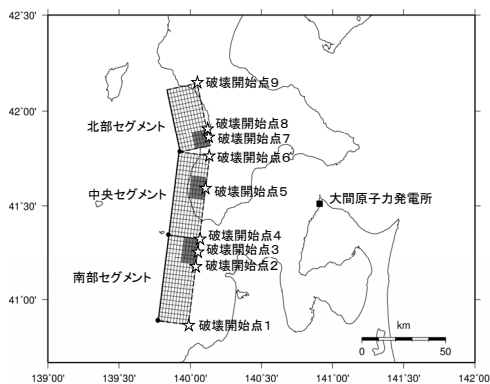 42°30'
42°00'
41°30'
41°00'
139°00'
139°30'
140°00'
140°30'
141°00'
141°30'
142°00'
破壊開始点9
破壊開始点8
破壊開始点7
破壊開始点6
破壊開始点5
破壊開始点4
破壊開始点3
破壊開始点2
破壊開始点1
北部セグメント
中央セグメント
南部セグメント
大間原子力発電所
km
0
50